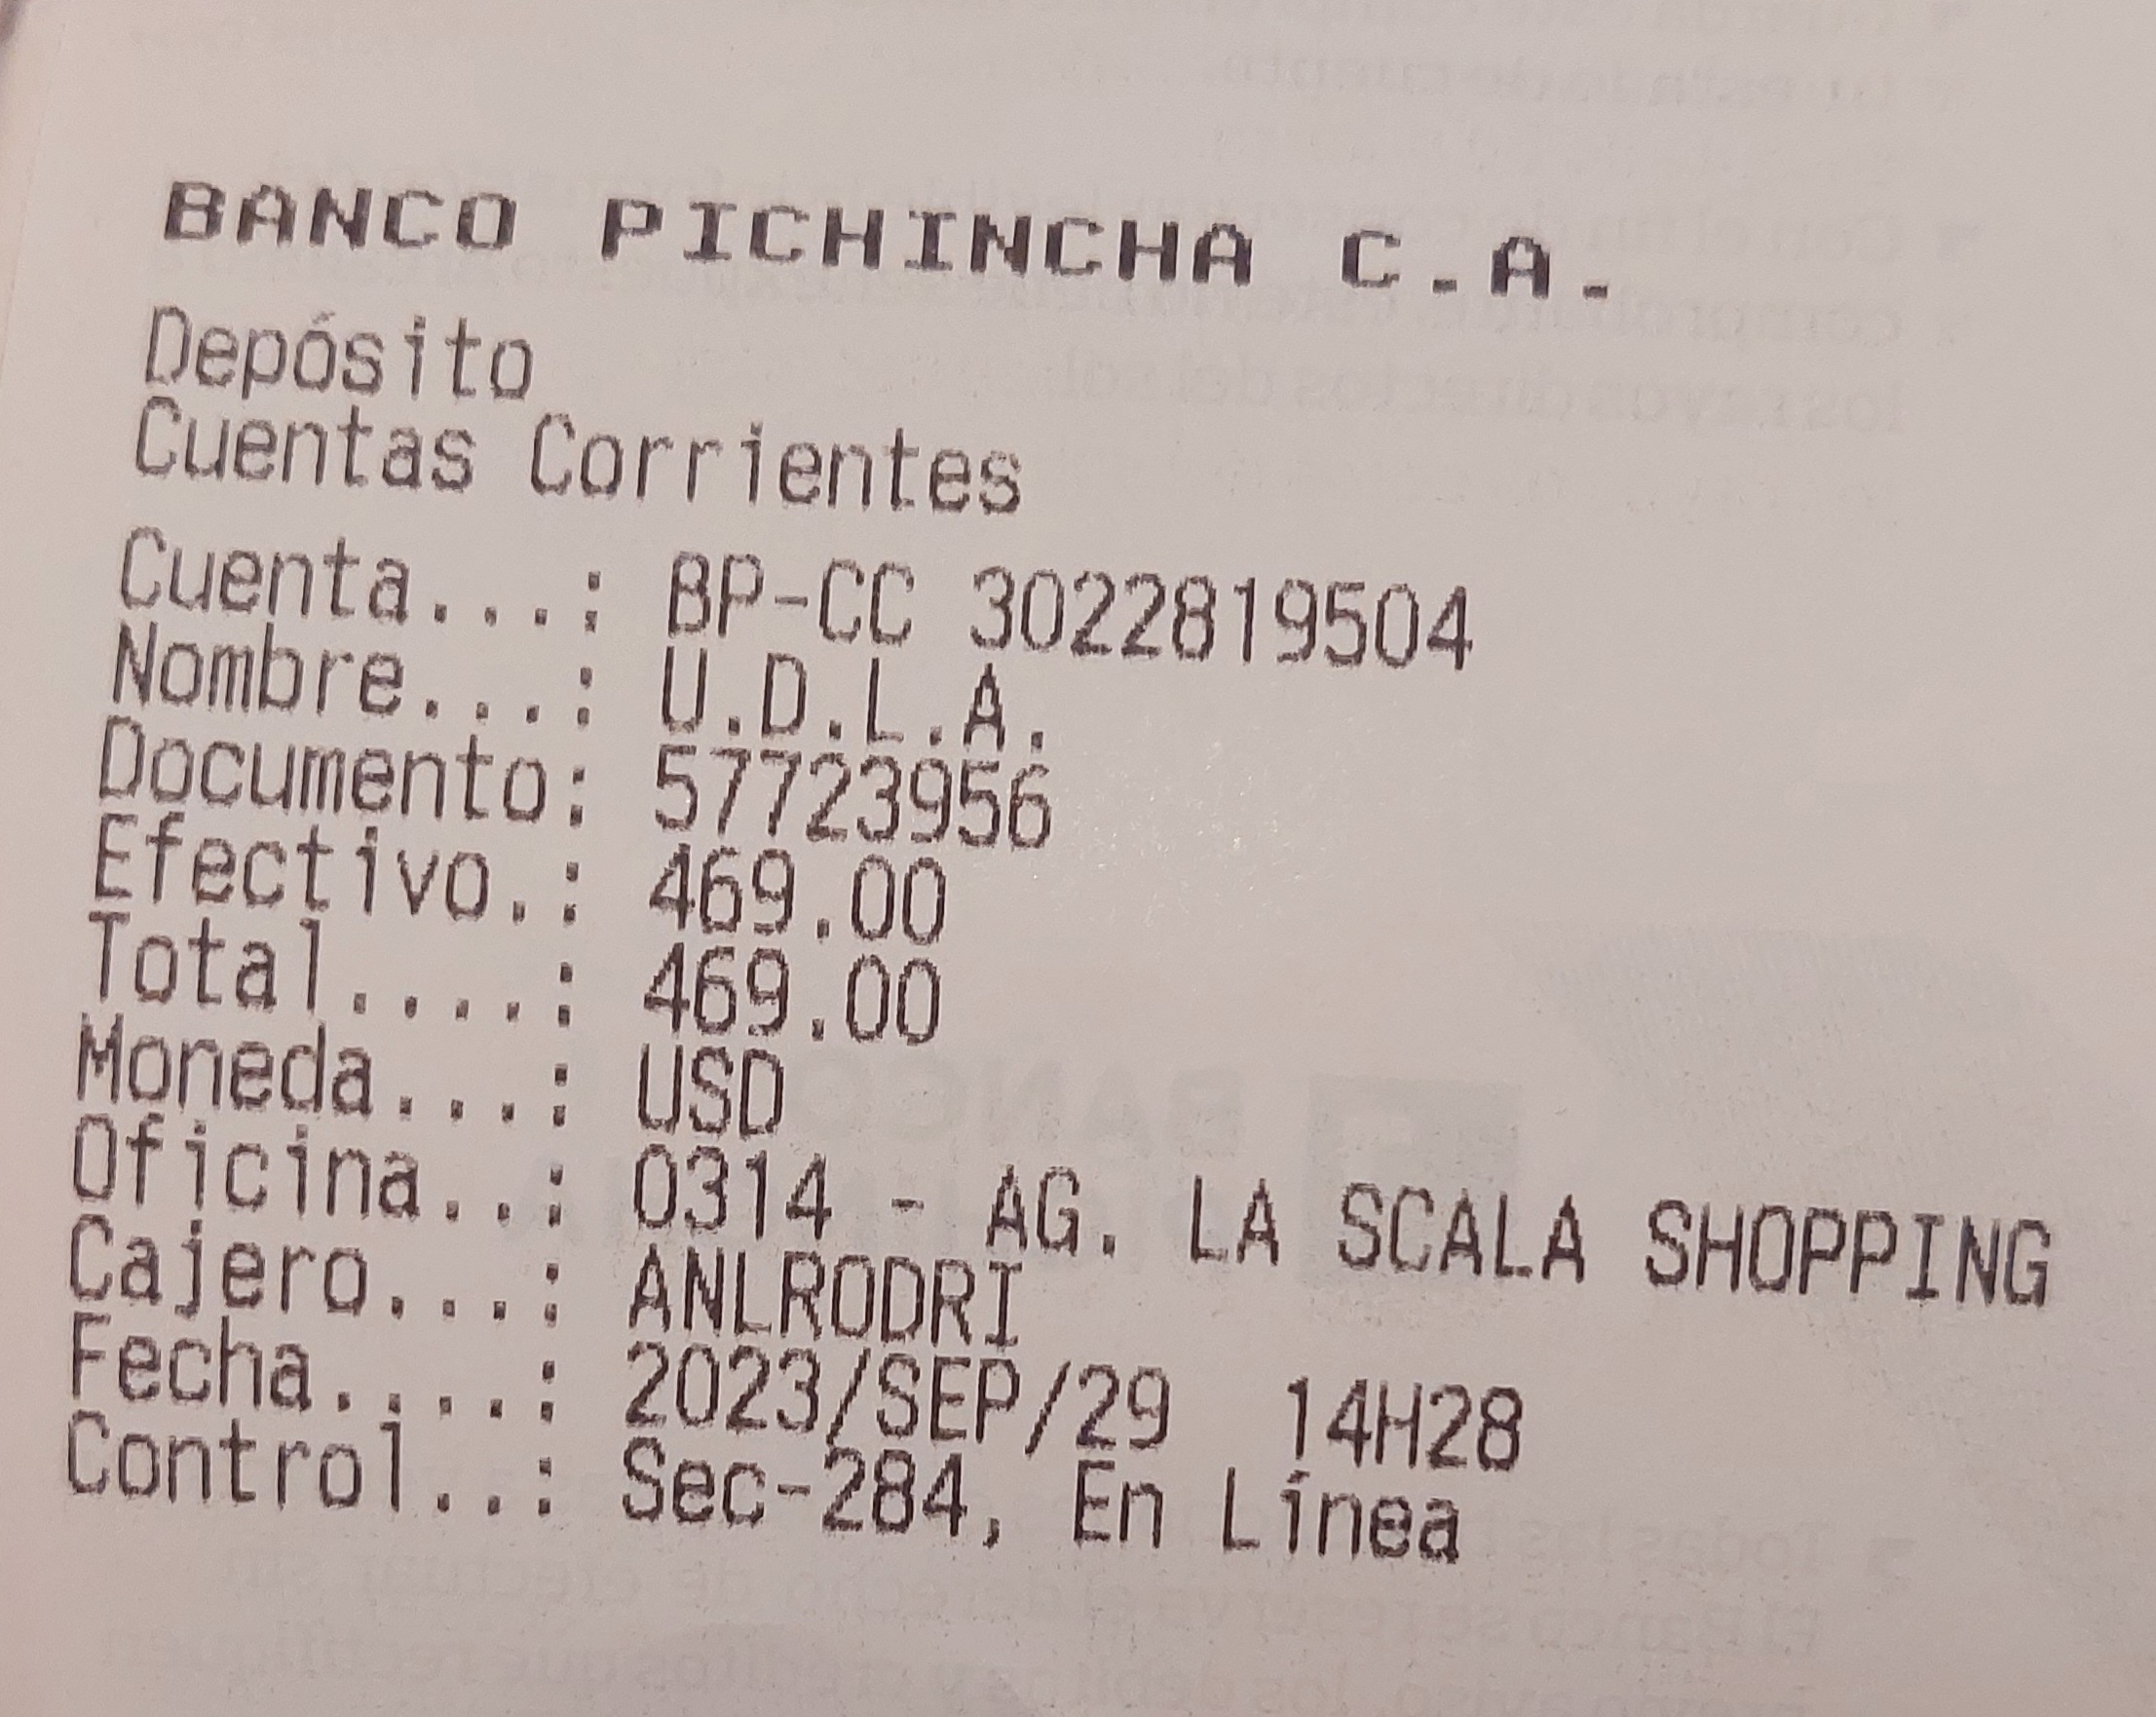 BANCO PICHINCHA C.A.
Depósito
Cuentas Corrientes
Cuenta...: BP-CC 3022819504
Nombre...: U.D.L.A.
Documento: 57723956
Efectivo.: 469.00
Total....: 469.00
Moneda...: USD
Oficina..: 0314 - AG. LA SCALA SHOPPING
Cajero...: ANLRODRI
Fecha....: 2023/SEP/29 14H28
Control..: Sec-284, En Línea